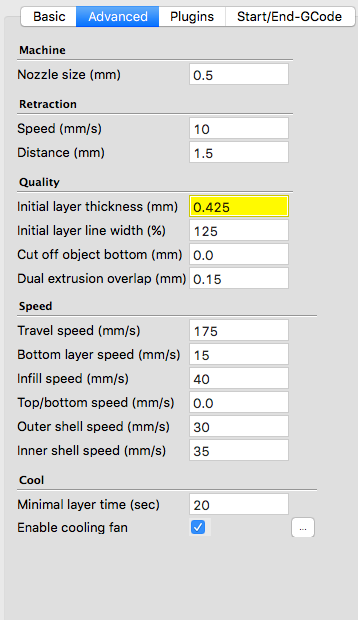 Basic Advanced Plugins Start/End-GCode
Machine
Nozzle size (mm) 0.5
Retraction
Speed (mm/s) 10
Distance (mm) 1.5
Quality
Initial layer thickness (mm) 0.425
Initial layer line width (%) 125
Cut off object bottom (mm) 0.0
Dual extrusion overlap (mm) 0.15
Speed
Travel speed (mm/s) 175
Bottom layer speed (mm/s) 15
Infill speed (mm/s) 40
Top/bottom speed (mm/s) 0.0
Outer shell speed (mm/s) 30
Inner shell speed (mm/s) 35
Cool
Minimal layer time (sec) 20
Enable cooling fan ...